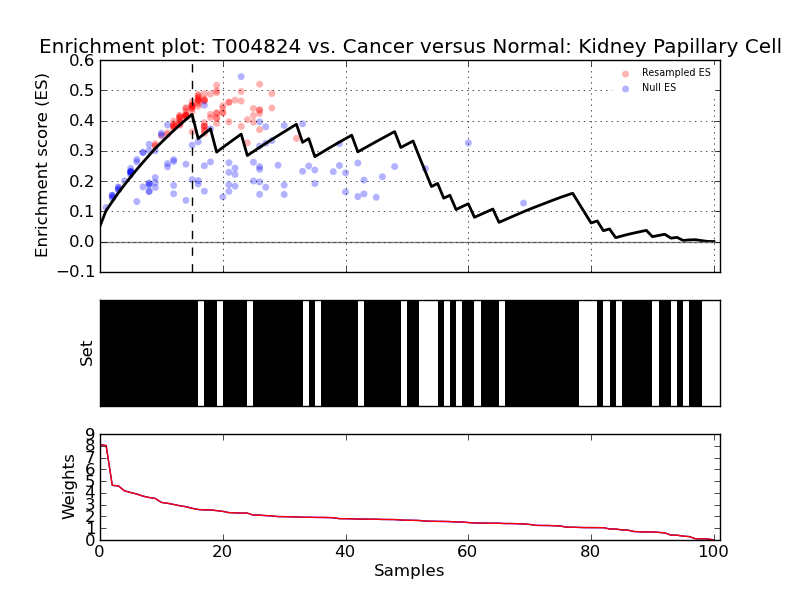 Enrichment plot: T004824 vs. Cancer versus Normal: Kidney Papillary Cell
Enrichment score (ES)
0.6
0.5
0.4
0.3
0.2
0.1
0.0
−0.1
Resampled ES
Null ES
Set
Weights
9
8
7
6
5
4
3
2
1
0
0 20 40 60 80 100
Samples